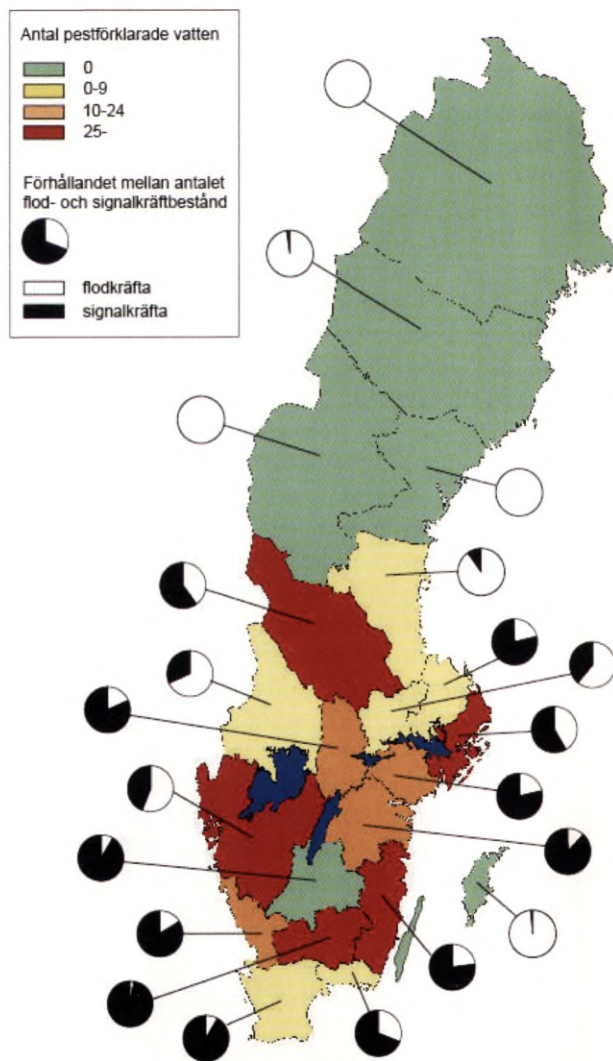 Antal pestförklarade vatten
0
0-9
10-24
25-
Förhållandet mellan antalet
flod- och signalkräftbestånd
flodkräfta
signalkräfta